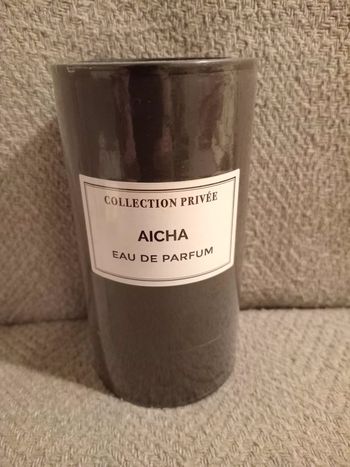 COLLECTION PRIVÉE
AICHA
EAU DE PARFUM